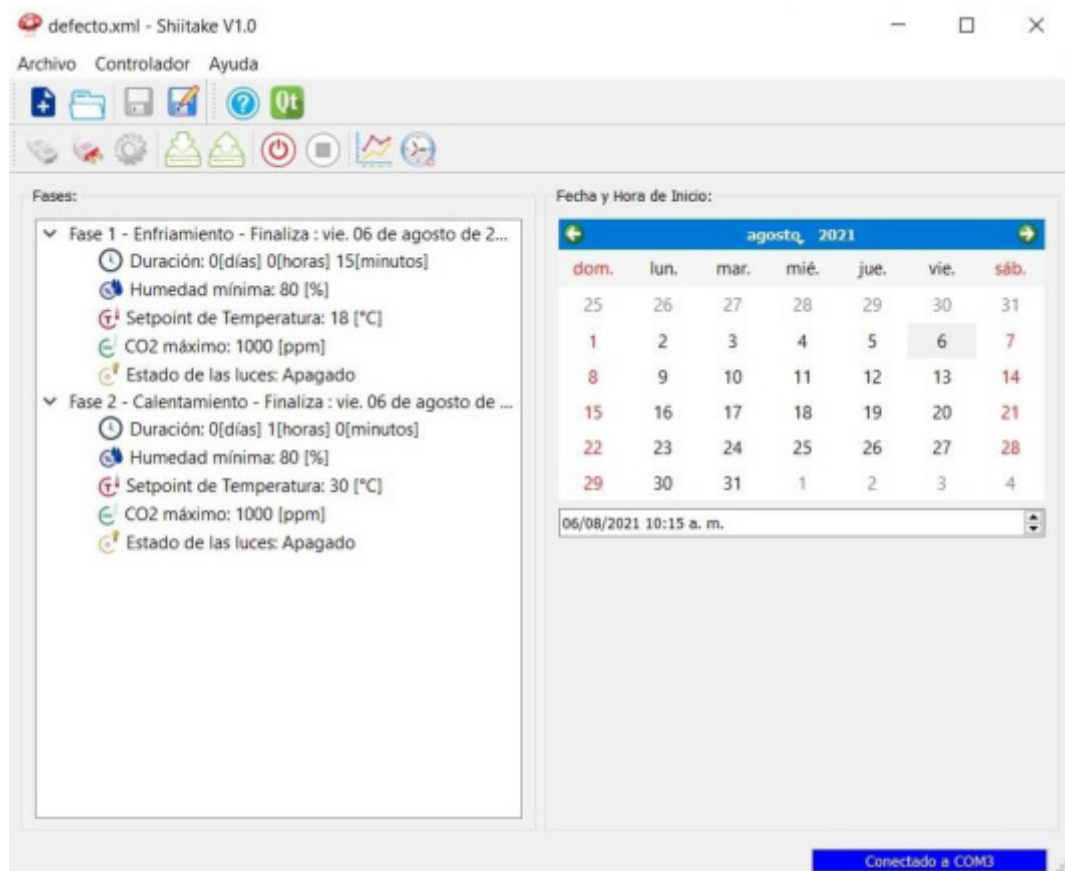 defecto.xml - Shiitake V1.0
Archivo Controlador Ayuda
Qt
Fases:
Fase 1 - Enfriamiento - Finaliza : vie. 06 de agosto de 2...
Duración: 0[días] 0[horas] 15[minutos]
Humedad mínima: 80 [%]
Setpoint de Temperatura: 18 [°C]
CO2 máximo: 1000 [ppm]
Estado de las luces: Apagado
Fase 2 - Calentamiento - Finaliza : vie. 06 de agosto de ...
Duración: 0[días] 1[horas] 0[minutos]
Humedad mínima: 80 [%]
Setpoint de Temperatura: 30 [°C]
CO2 máximo: 1000 [ppm]
Estado de las luces: Apagado
Fecha y Hora de Inicio:
agosto, 2021
dom. lun. mar. mié. jue. vie. sáb.
25 26 27 28 29 30 31
1 2 3 4 5 6 7
8 9 10 11 12 13 14
15 16 17 18 19 20 21
22 23 24 25 26 27 28
29 30 31 1 2 3 4
06/08/2021 10:15 a. m.
Conectado a COM3